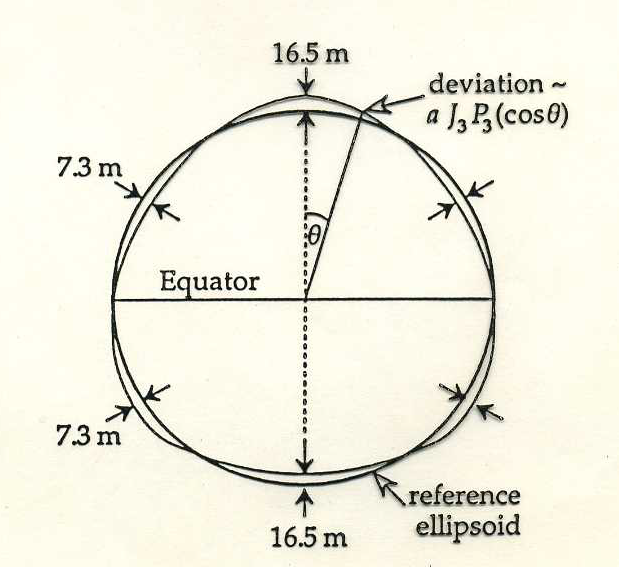 16.5 m
deviation ~
a J₃ P₃(cosθ)
7.3 m
θ
Equator
7.3 m
reference
ellipsoid
16.5 m